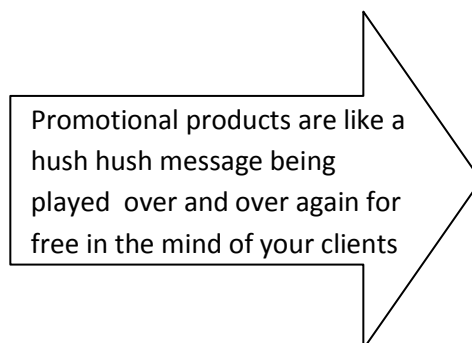 Promotional products are like a
hush hush message being
played  over and over again for
free in the mind of your clients